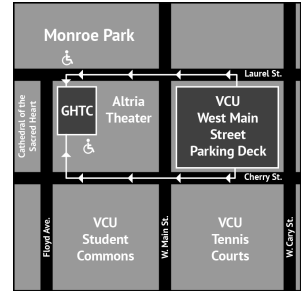 Monroe Park
Laurel St.
Cathedral of the
Sacred Heart
GHTC
Altria
Theater
VCU
West Main
Street
Parking Deck
Cherry St.
Floyd Ave.
VCU
Student
Commons
W. Main St.
VCU
Tennis
Courts
W. Cary St.